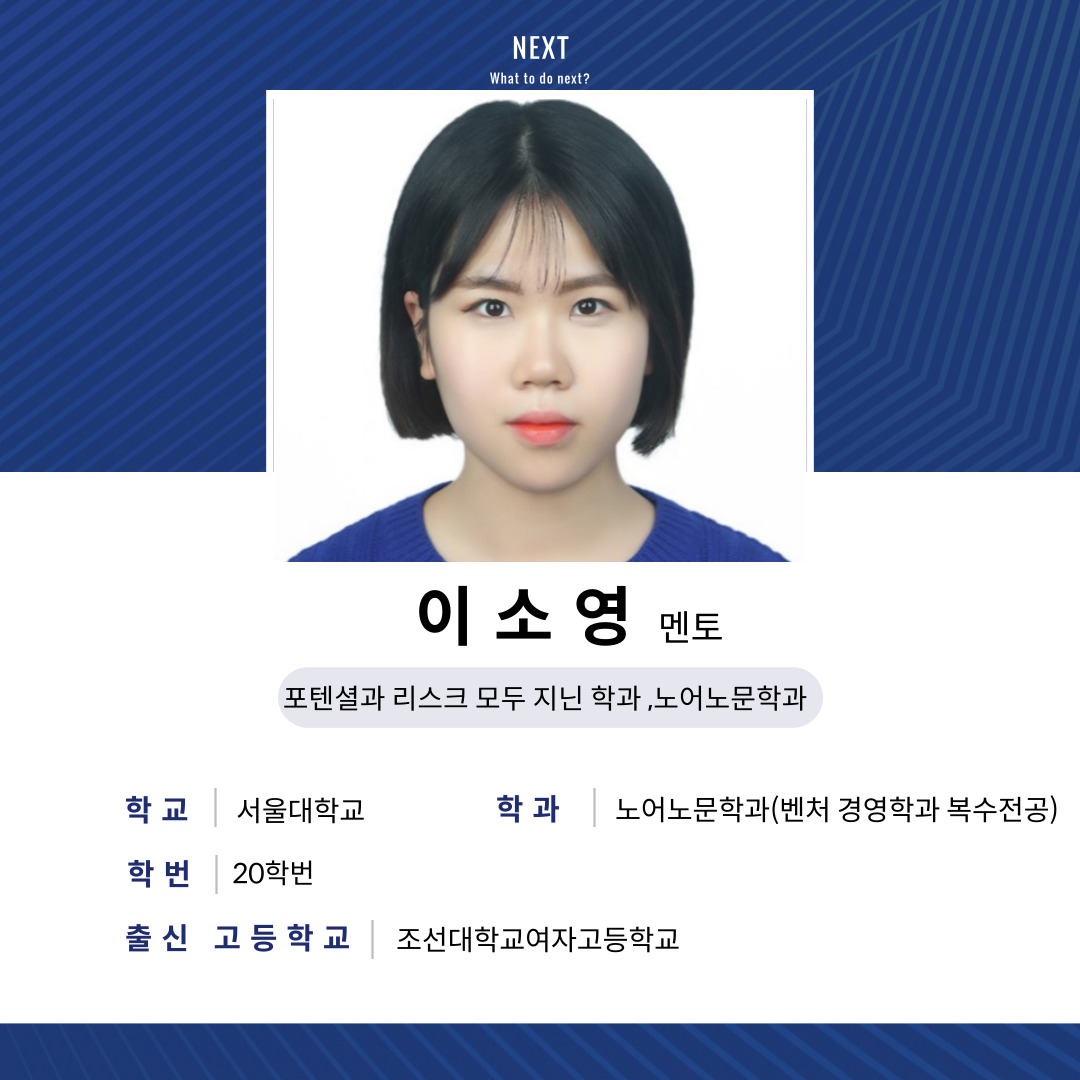 NEXT
What to do next?
이 소 영 멘토
포텐셜과 리스크 모두 지닌 학과 ,노어노문학과
학 교 서울대학교 학 과 노어노문학과(벤처 경영학과 복수전공)
학 번 20학번
출 신 고 등 학 교 조선대학교여자고등학교